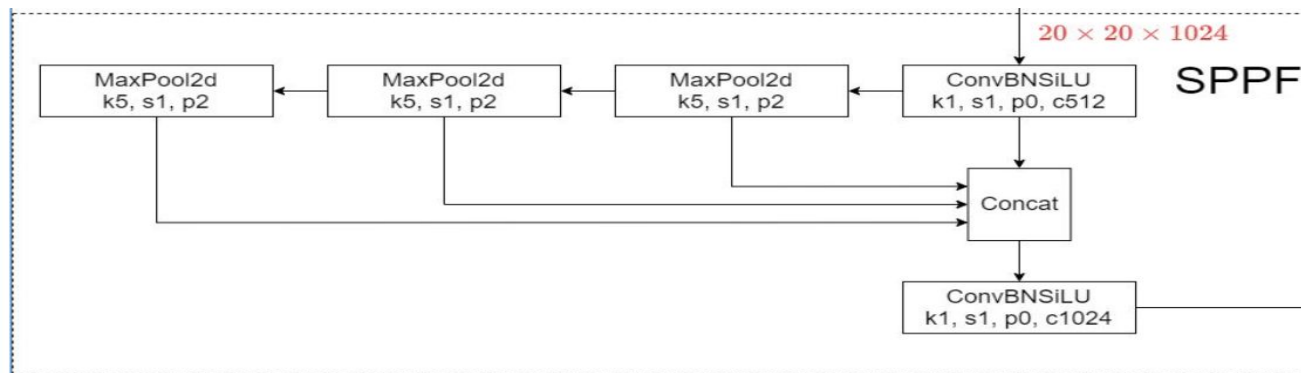 20 × 20 × 1024
MaxPool2d
k5, s1, p2
MaxPool2d
k5, s1, p2
MaxPool2d
k5, s1, p2
ConvBNSiLU
k1, s1, p0, c512
SPPF
Concat
ConvBNSiLU
k1, s1, p0, c1024